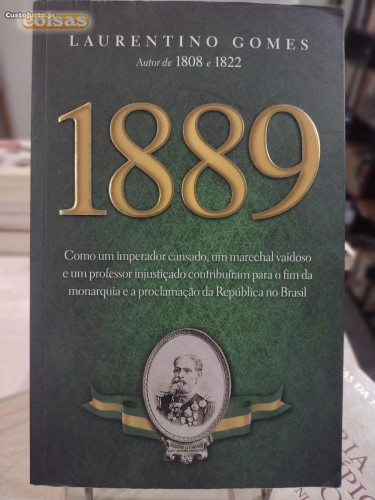 CustoJusto.pt
coisas
LAURENTINO GOMES
Autor de 1808 e 1822
1889
Como um imperador cansado, um marechal vaidoso
e um professor injustiçado contribuíram para o fim da
monarquia e a proclamação da República no Brasil